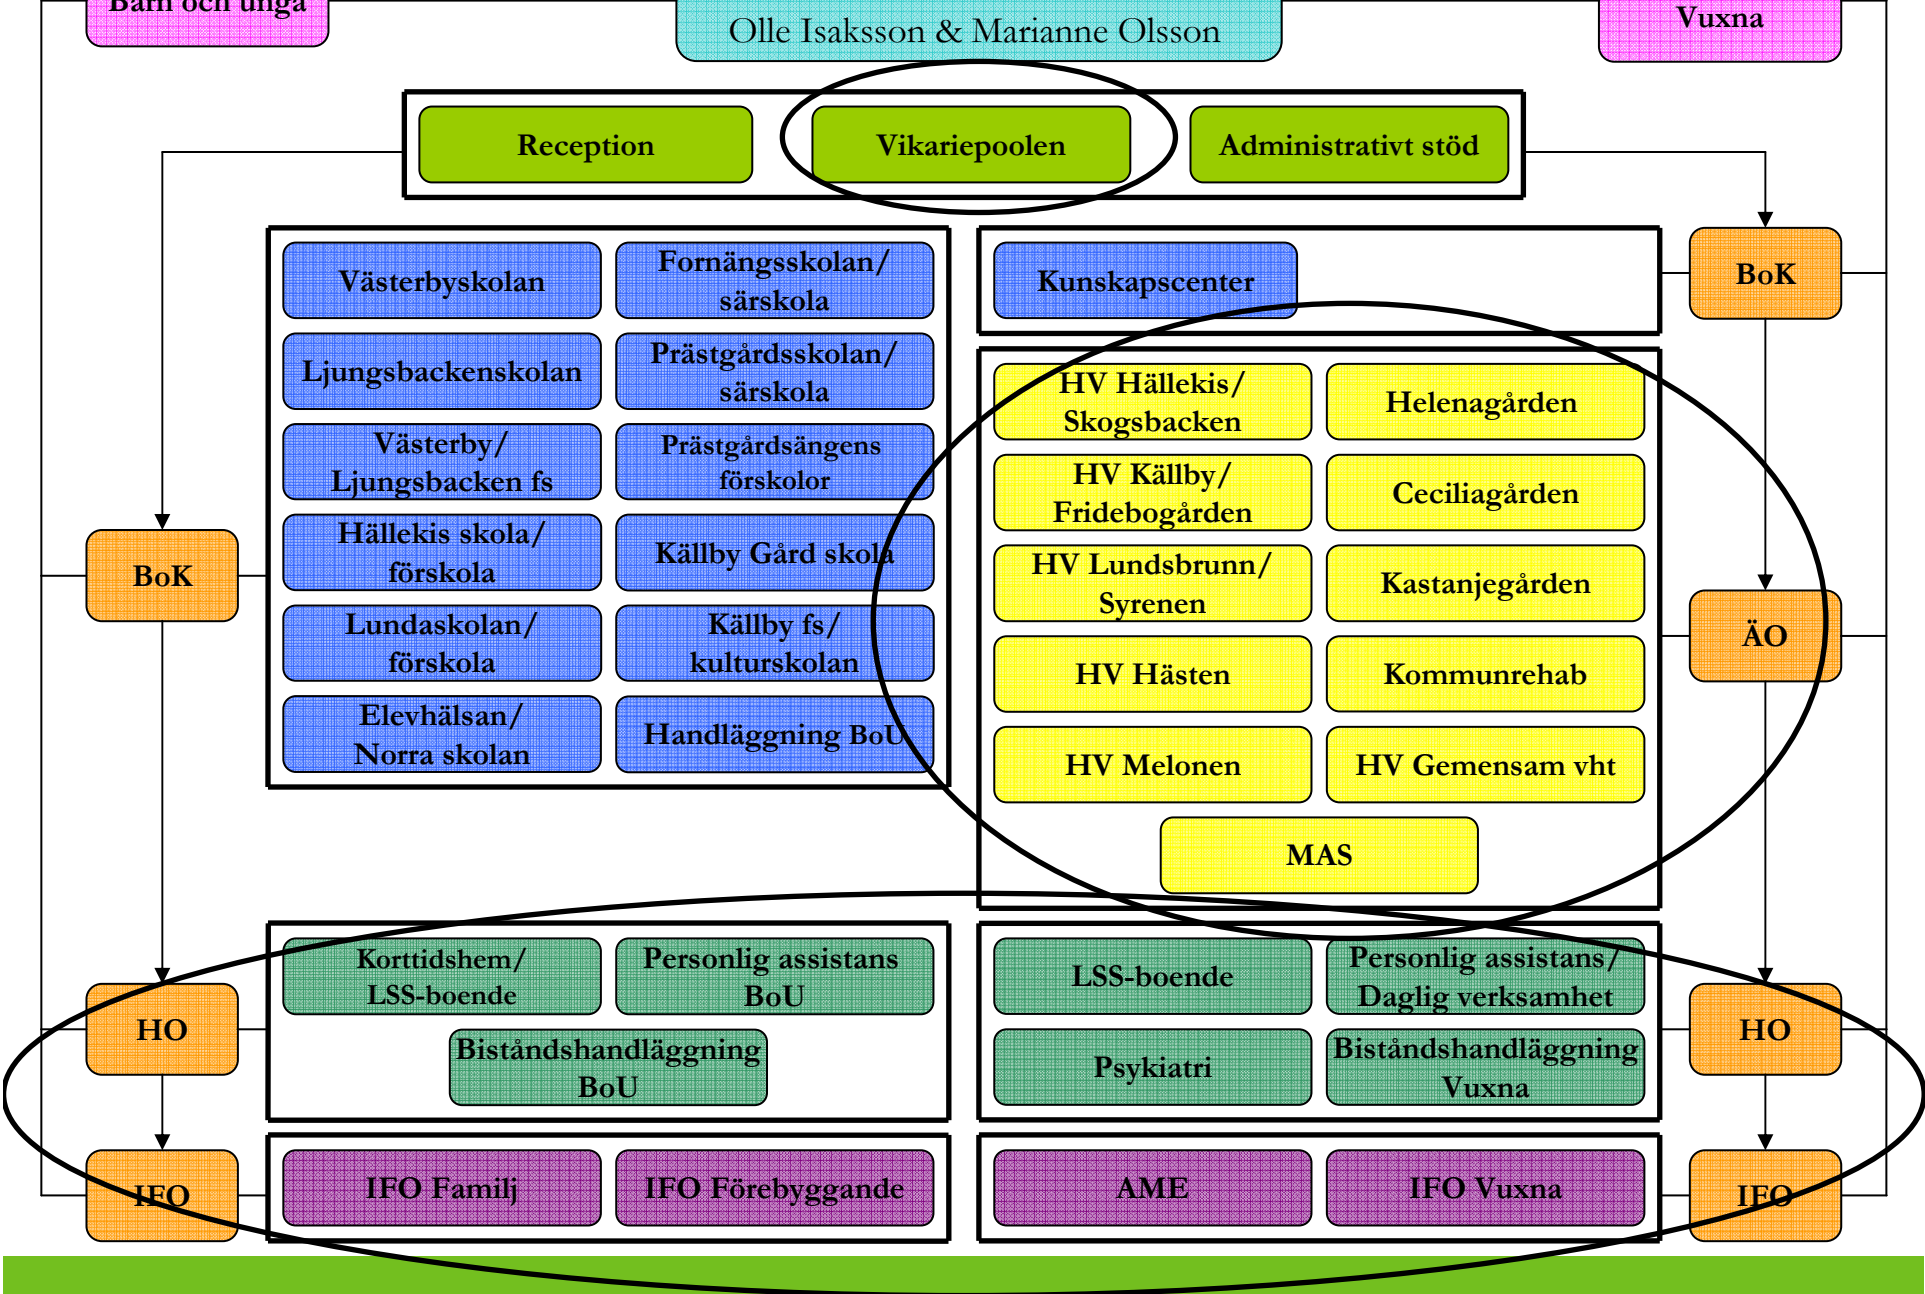 Barn och unga
Olle Isaksson & Marianne Olsson
Vuxna
Reception
Vikariepoolen
Administrativt stöd
Västerbyskolan
Fornängsskolan/
särskola
Ljungsbackenskolan
Prästgårdsskolan/
särskola
Västerby/
Ljungsbacken fs
Prästgårdsängens
förskolor
Hällekis skola/
förskola
Källby Gård skola
Lundaskolan/
förskola
Källby fs/
kulturskolan
Elevhälsan/
Norra skolan
Handläggning BoU
BoK
Kunskapscenter
BoK
HV Hällekis/
Skogsbacken
Helenagården
HV Källby/
Fridebogården
Ceciliagården
HV Lundsbrunn/
Syrenen
Kastanjegården
HV Hästen
Kommunrehab
HV Melonen
HV Gemensam vht
MAS
ÄO
HO
Korttidshem/
LSS-boende
Personlig assistans
BoU
Biståndshandläggning
BoU
LSS-boende
Personlig assistans/
Daglig verksamhet
Psykiatri
Biståndshandläggning
Vuxna
HO
IFO
IFO Familj
IFO Förebyggande
AME
IFO Vuxna
IFO